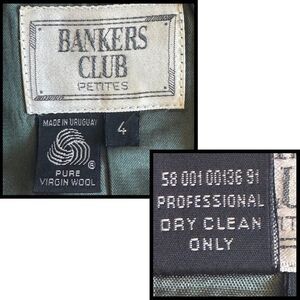 BANKERS
CLUB
PETITES
MADE IN URUGUAY
4
PURE
VIRGIN WOOL
58 001 00136 91
PROFESSIONAL
DRY CLEAN
ONLY